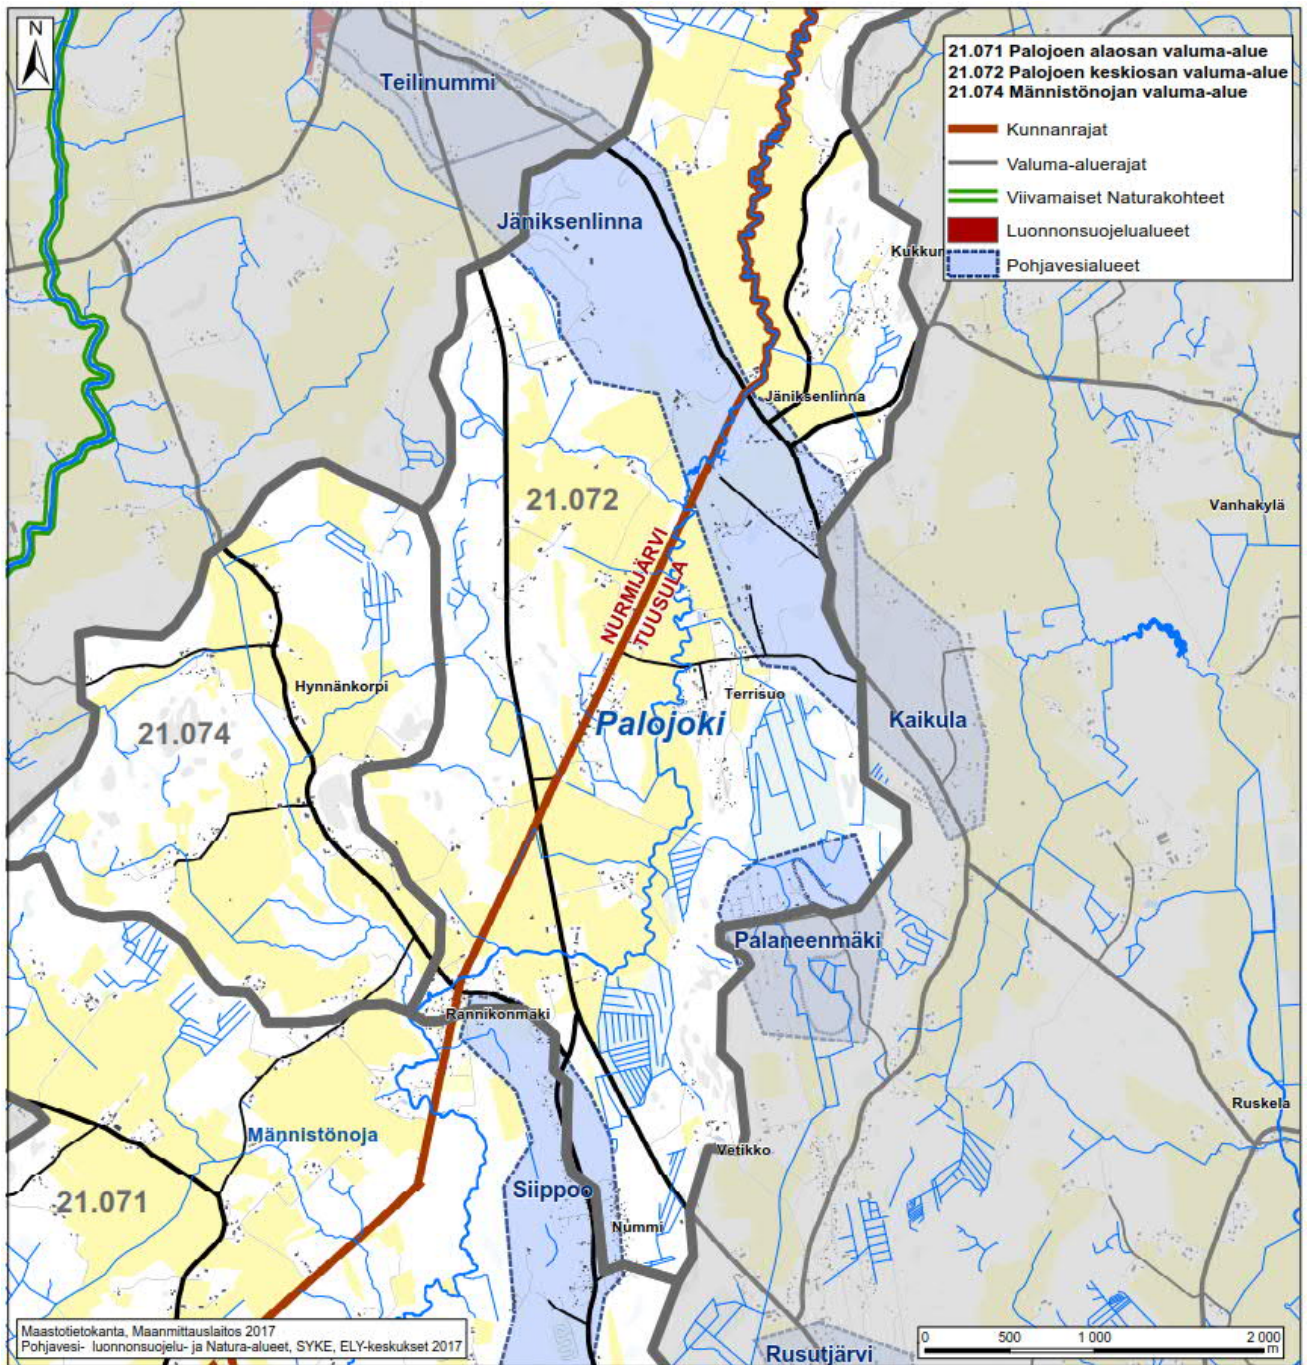 N
21.071 Palojoen alaosan valuma-alue
21.072 Palojoen keskiosan valuma-alue
21.074 Männistönojan valuma-alue
Kunnanrajat
Valuma-aluerajat
Viivamaiset Naturakohteet
Luonnonsuojelualueet
Pohjavesialueet
Teilinummi
Jäniksenlinna
Kukkur
Jäniksenlinna
21.072
Vanhakylä
NURMIJÄRVI
TUUSULA
Hynnänkorpi
Terrisuo
21.074
Palojoki
Kaikula
Palaneenmäki
Rannikonmäki
Männistönoja
Ruskela
Vetikko
21.071
Siippoo
Nummi
Rusutjärvi
Maastotietokanta, Maanmittauslaitos 2017
Pohjavesi- luonnonsuojelu- ja Natura-alueet, SYKE, ELY-keskukset 2017
0 500 1 000 2 000
m